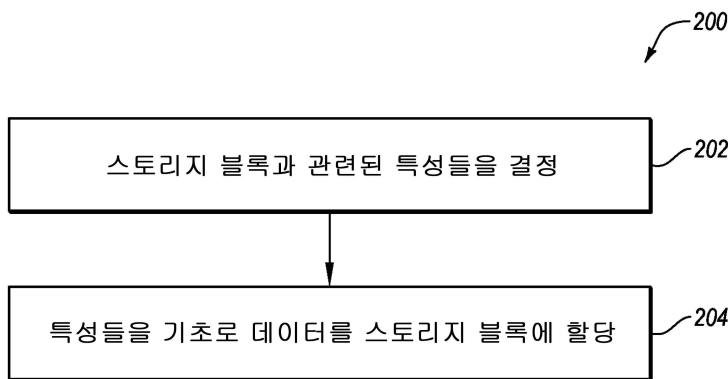 200
스토리지 블록과 관련된 특성들을 결정
202
특성들을 기초로 데이터를 스토리지 블록에 할당
204